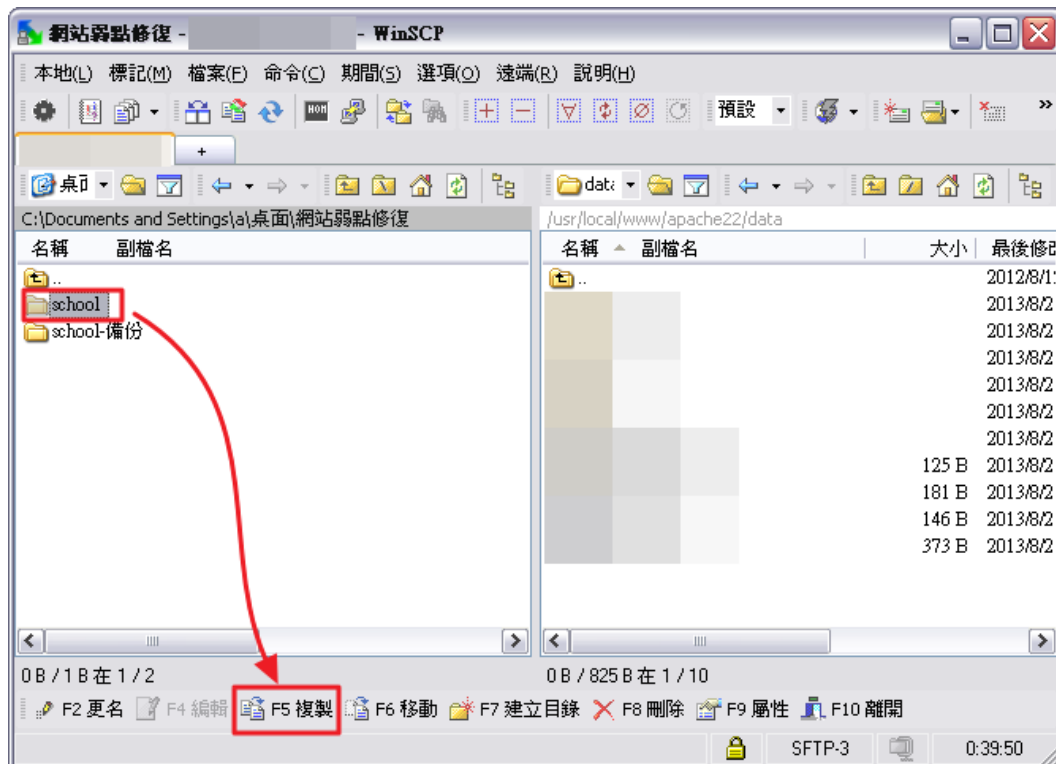 網站弱點修復 - - WinSCP
本地(L) 標記(M) 檔案(F) 命令(C) 期間(S) 選項(O) 遠端(R) 說明(H)
預設
+
data
C:\Documents and Settings\a\桌面\網站弱點修復 /usr/local/www/apache22/data
名稱 副檔名 名稱 副檔名 大小 最後修
.. .. 2012/8/1
school 2013/8/2
school-備份 2013/8/2
2013/8/2
2013/8/2
2013/8/2
2013/8/2
125 B 2013/8/2
181 B 2013/8/2
146 B 2013/8/2
373 B 2013/8/2
0 B / 1 B 在 1 / 2 0 B / 825 B 在 1 / 10
F2 更名 F4 編輯 F5 複製 F6 移動 F7 建立目錄 F8 刪除 F9 屬性 F10 離開
SFTP-3 0:39:50